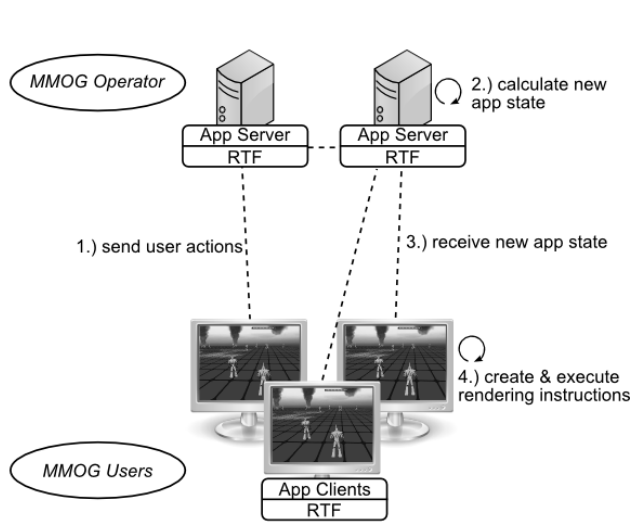 MMOG Operator
2.) calculate new
app state
App Server
RTF
App Server
RTF
1.) send user actions
3.) receive new app state
4.) create & execute
rendering instructions
MMOG Users
App Clients
RTF